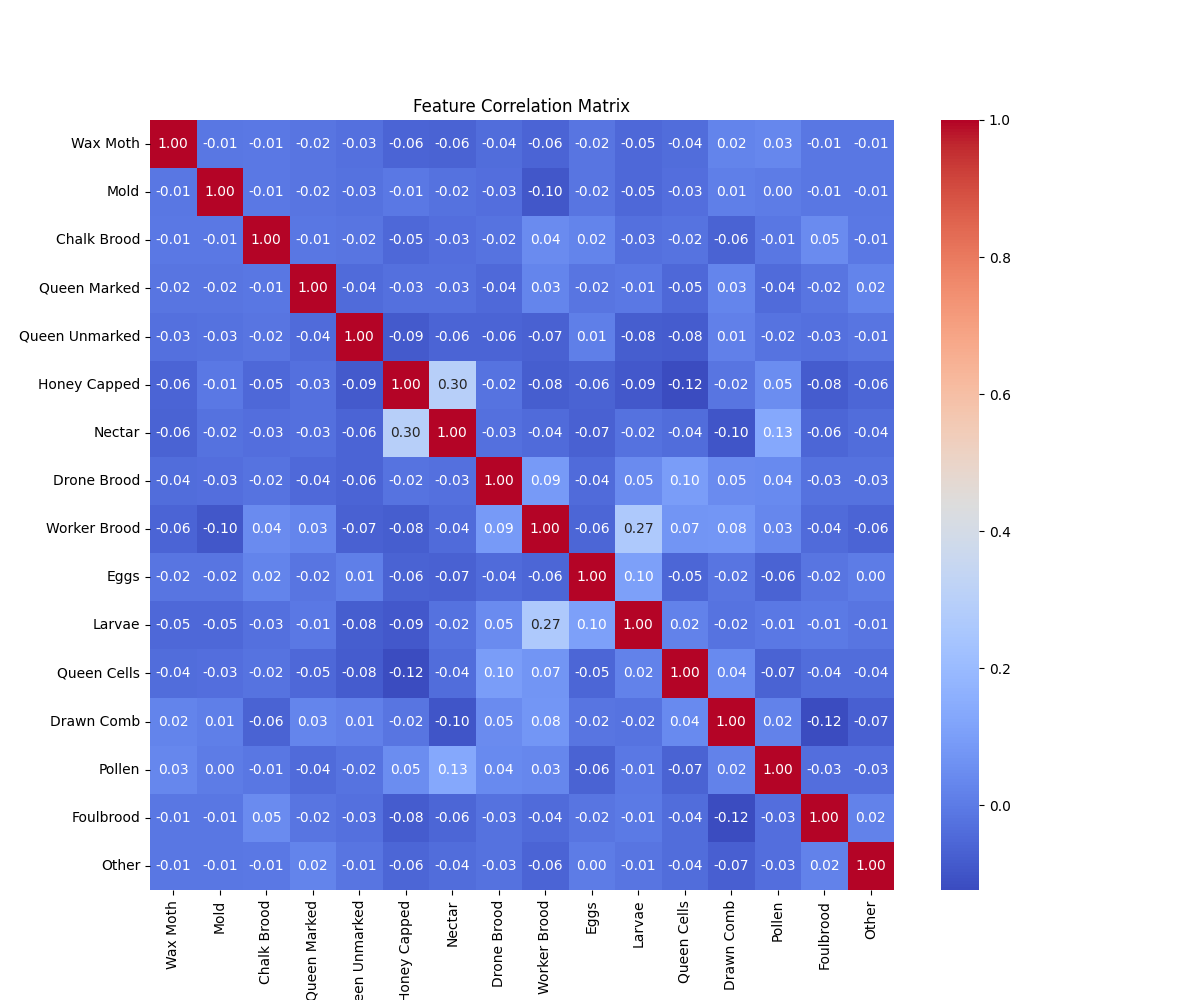 Feature Correlation Matrix
Wax Moth 1.00 -0.01 -0.01 -0.02 -0.03 -0.06 -0.06 -0.04 -0.06 -0.02 -0.05 -0.04 0.02 0.03 -0.01 -0.01
Mold -0.01 1.00 -0.01 -0.02 -0.03 -0.01 -0.02 -0.03 -0.10 -0.02 -0.05 -0.03 0.01 0.00 -0.01 -0.01
Chalk Brood -0.01 -0.01 1.00 -0.01 -0.02 -0.05 -0.03 -0.02 0.04 0.02 -0.03 -0.02 -0.06 -0.01 0.05 -0.01
Queen Marked -0.02 -0.02 -0.01 1.00 -0.04 -0.03 -0.03 -0.04 0.03 -0.02 -0.01 -0.05 0.03 -0.04 -0.02 0.02
Queen Unmarked -0.03 -0.03 -0.02 -0.04 1.00 -0.09 -0.06 -0.06 -0.07 0.01 -0.08 -0.08 0.01 -0.02 -0.03 -0.01
Honey Capped -0.06 -0.01 -0.05 -0.03 -0.09 1.00 0.30 -0.02 -0.08 -0.06 -0.09 -0.12 -0.02 0.05 -0.08 -0.06
Nectar -0.06 -0.02 -0.03 -0.03 -0.06 0.30 1.00 -0.03 -0.04 -0.07 -0.02 -0.04 -0.10 0.13 -0.06 -0.04
Drone Brood -0.04 -0.03 -0.02 -0.04 -0.06 -0.02 -0.03 1.00 0.09 -0.04 0.05 0.10 0.05 0.04 -0.03 -0.03
Worker Brood -0.06 -0.10 0.04 0.03 -0.07 -0.08 -0.04 0.09 1.00 -0.06 0.27 0.07 0.08 0.03 -0.04 -0.06
Eggs -0.02 -0.02 0.02 -0.02 0.01 -0.06 -0.07 -0.04 -0.06 1.00 0.10 -0.05 -0.02 -0.06 -0.02 0.00
Larvae -0.05 -0.05 -0.03 -0.01 -0.08 -0.09 -0.02 0.05 0.27 0.10 1.00 0.02 -0.02 -0.01 -0.01 -0.01
Queen Cells -0.04 -0.03 -0.02 -0.05 -0.08 -0.12 -0.04 0.10 0.07 -0.05 0.02 1.00 0.04 -0.07 -0.04 -0.04
Drawn Comb 0.02 0.01 -0.06 0.03 0.01 -0.02 -0.10 0.05 0.08 -0.02 -0.02 0.04 1.00 0.02 -0.12 -0.07
Pollen 0.03 0.00 -0.01 -0.04 -0.02 0.05 0.13 0.04 0.03 -0.06 -0.01 -0.07 0.02 1.00 -0.03 -0.03
Foulbrood -0.01 -0.01 0.05 -0.02 -0.03 -0.08 -0.06 -0.03 -0.04 -0.02 -0.01 -0.04 -0.12 -0.03 1.00 0.02
Other -0.01 -0.01 -0.01 0.02 -0.01 -0.06 -0.04 -0.03 -0.06 0.00 -0.01 -0.04 -0.07 -0.03 0.02 1.00
Wax Moth
Mold
Chalk Brood
Queen Marked
een Unmarked
Honey Capped
Nectar
Drone Brood
Worker Brood
Eggs
Larvae
Queen Cells
Drawn Comb
Pollen
Foulbrood
Other
1.0
0.8
0.6
0.4
0.2
0.0